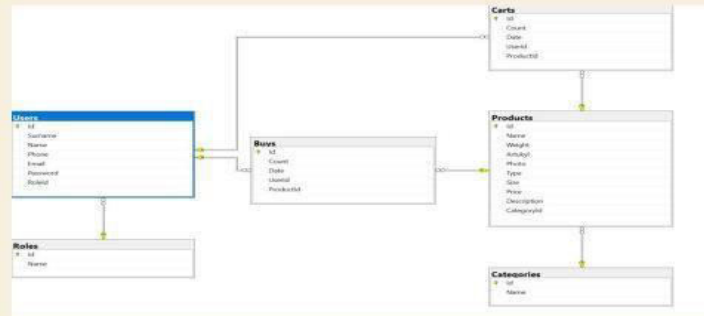 Carts
Id
Count
Date
UserId
ProductId
Users
Id
Surname
Name
Phone
Email
Password
RoleId
Buys
Id
Count
Date
UserId
ProductId
Products
Id
Name
Weight
Artukyl
Photo
Type
Size
Price
Description
CategoryId
Roles
Id
Name
Categories
Id
Name